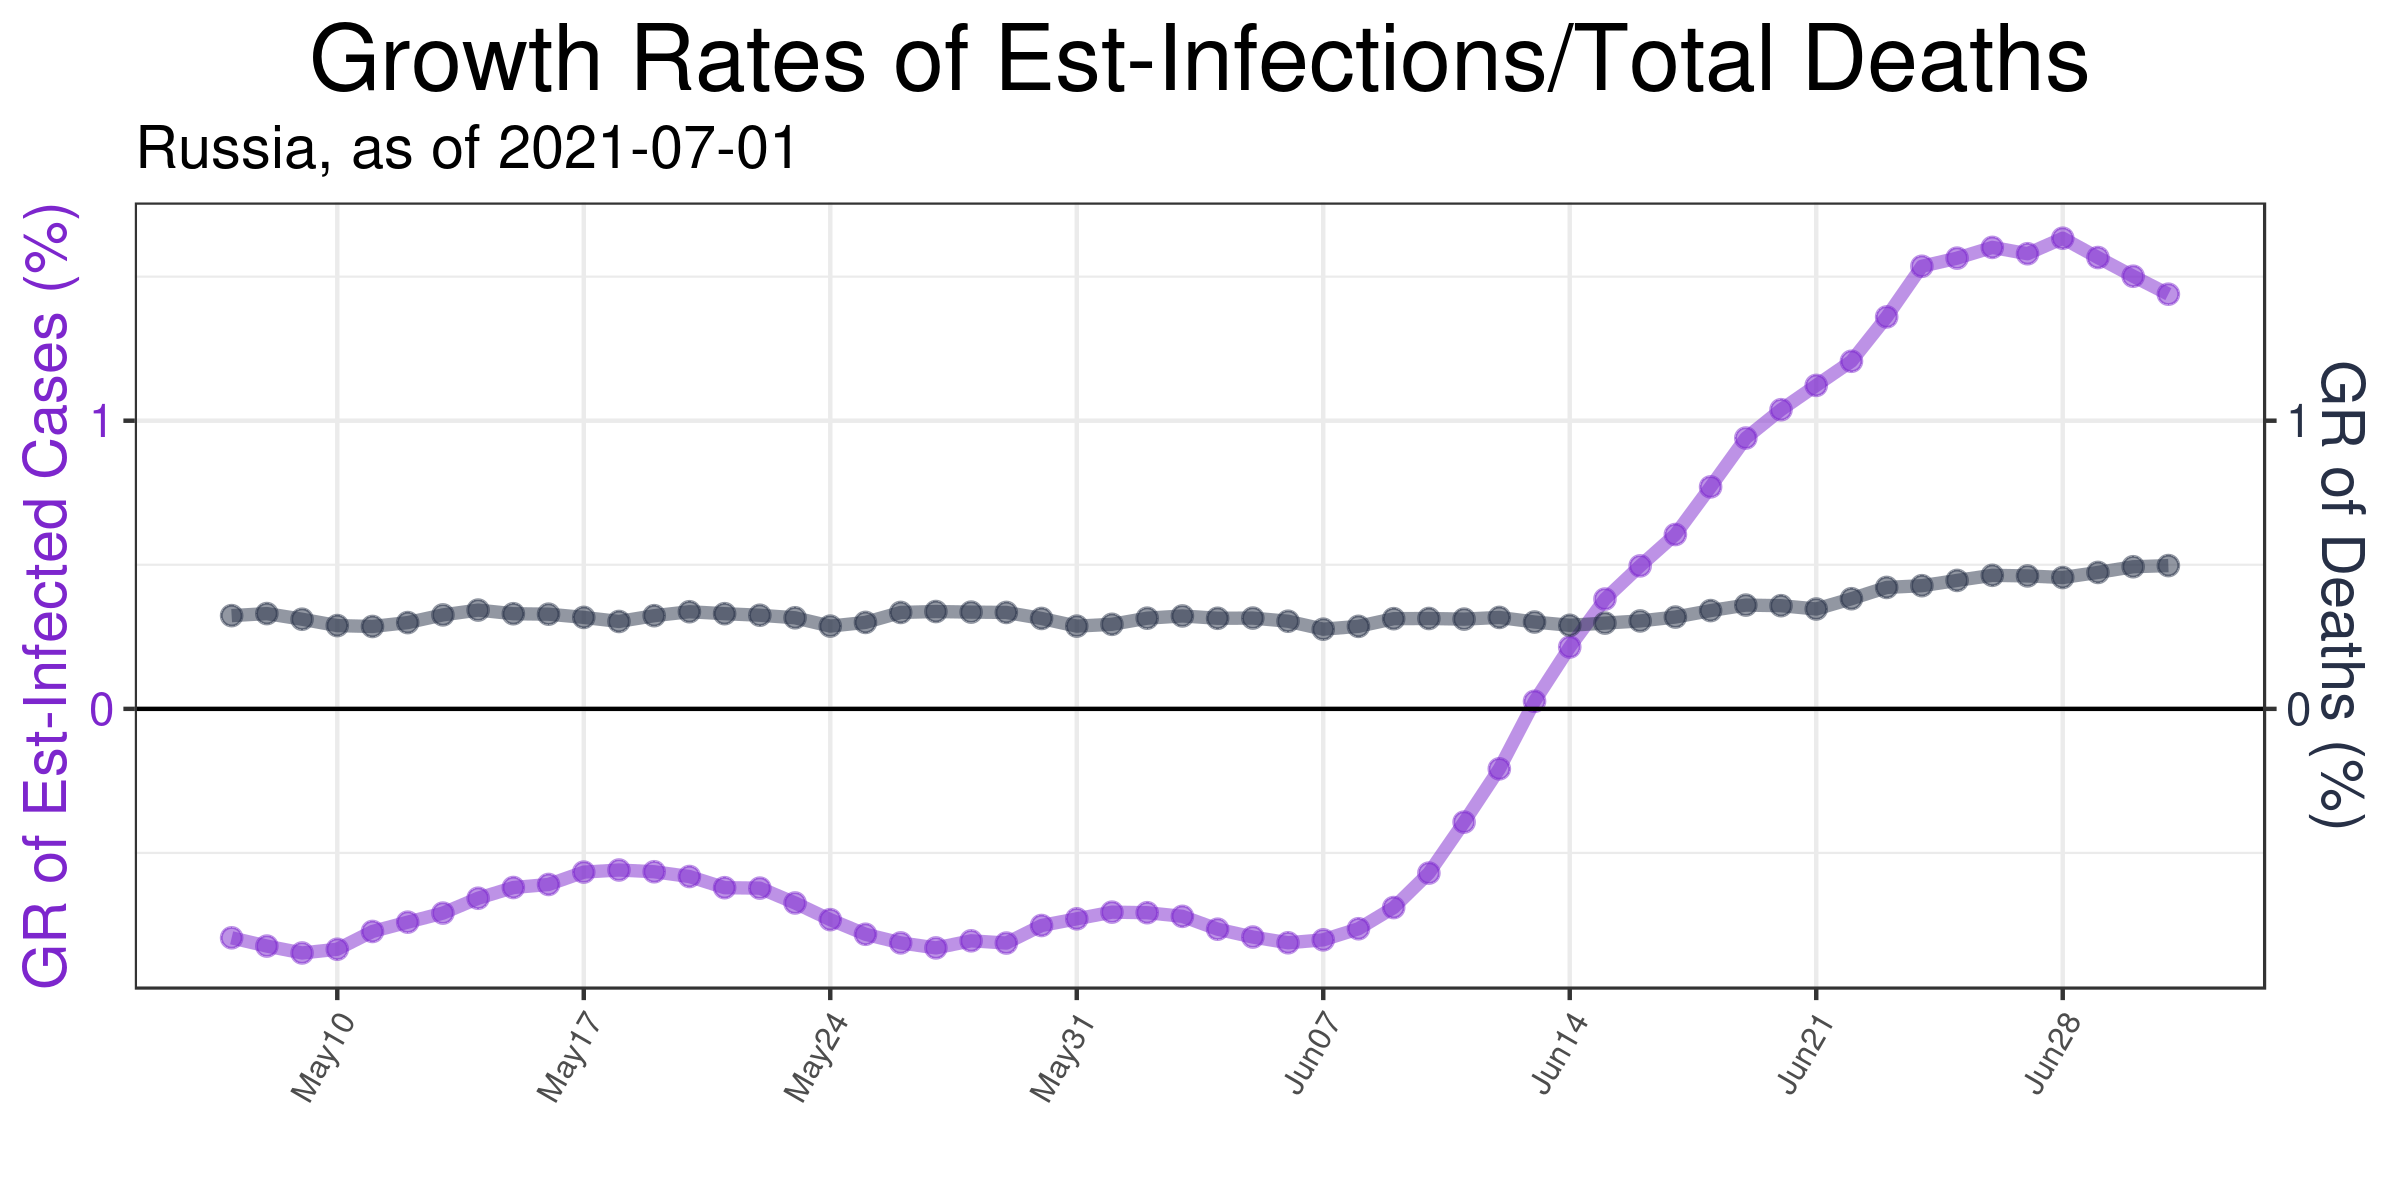 Growth Rates of Est-Infections/Total Deaths
Russia, as of 2021-07-01
GR of Est-Infected Cases (%)
1
0
1
0
GR of Deaths (%)
May10
May17
May24
May31
Jun07
Jun14
Jun21
Jun28